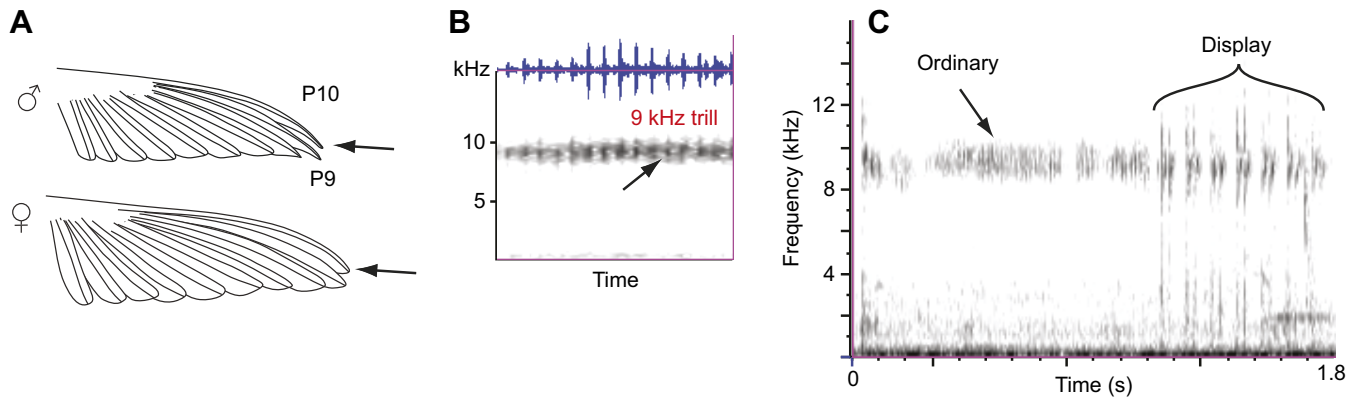 A
♂
P10
P9
♀
B
kHz
9 kHz trill
10
5
Time
C
Ordinary
Display
Frequency (kHz)
12
8
4
0
Time (s)
1.8